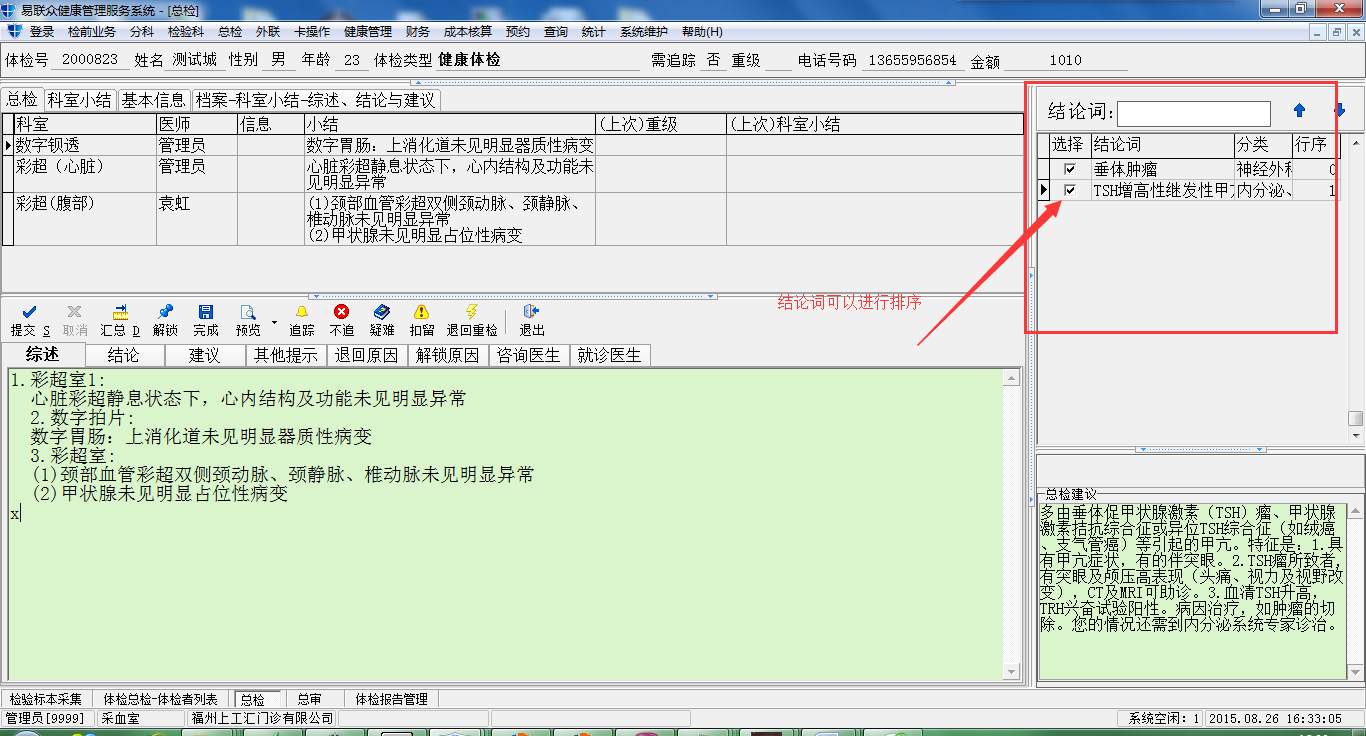 易联众健康管理服务系统 - [总检]
登录 检前业务 分科 检验科 总检 外联 卡操作 健康管理 财务 成本核算 预约 查询 统计 系统维护 帮助(H)
体检号 2000823 姓名 测试城 性别 男 年龄 23 体检类型 健康体检 需追踪 否 重级 电话号码 13655956854 金额 1010
总检 科室小结 基本信息 档案-科室小结-综述、结论与建议
科室 医师 信息 小结 (上次)重级 (上次)科室小结
数字钡透 管理员 数字胃肠：上消化道未见明显器质性病变
彩超（心脏） 管理员 心脏彩超静息状态下，心内结构及功能未
见明显异常
彩超(腹部) 袁虹 (1)颈部血管彩超双侧颈动脉、颈静脉、
椎动脉未见明显异常
(2)甲状腺未见明显占位性病变
结论词:
选择 结论词 分类 行序
垂体肿瘤 神经外科 0
TSH增高性继发性甲 内分泌、 1
结论词可以进行排序
提交 S 取消 汇总 D 解锁 完成 预览 追踪 不追 疑难 扣留 退回重检 退出
综述 结论 建议 其他提示 退回原因 解锁原因 咨询医生 就诊医生
1.彩超室1:
心脏彩超静息状态下，心内结构及功能未见明显异常
2.数字拍片:
数字胃肠：上消化道未见明显器质性病变
3.彩超室:
(1)颈部血管彩超双侧颈动脉、颈静脉、椎动脉未见明显异常
(2)甲状腺未见明显占位性病变
x
总检建议
多由垂体促甲状腺激素（TSH）瘤、甲状腺
激素拮抗综合征或异位TSH综合征（如绒癌
、支气管癌）等引起的甲亢。特征是：1.具
有甲亢症状，有的伴突眼。2.TSH瘤所致者，
有突眼及颅压高表现（头痛、视力及视野改
变），CT及MRI可助诊。3.血清TSH升高，
TRH兴奋试验阳性。病因治疗，如肿瘤的切
除。您的情况还需到内分泌系统专家诊治。
检验标本采集 体检总检-体检者列表 总检 总审 体检报告管理
管理员[9999] 采血室 福州上工汇门诊有限公司 系统空闲：1 2015.08.26 16:33:05